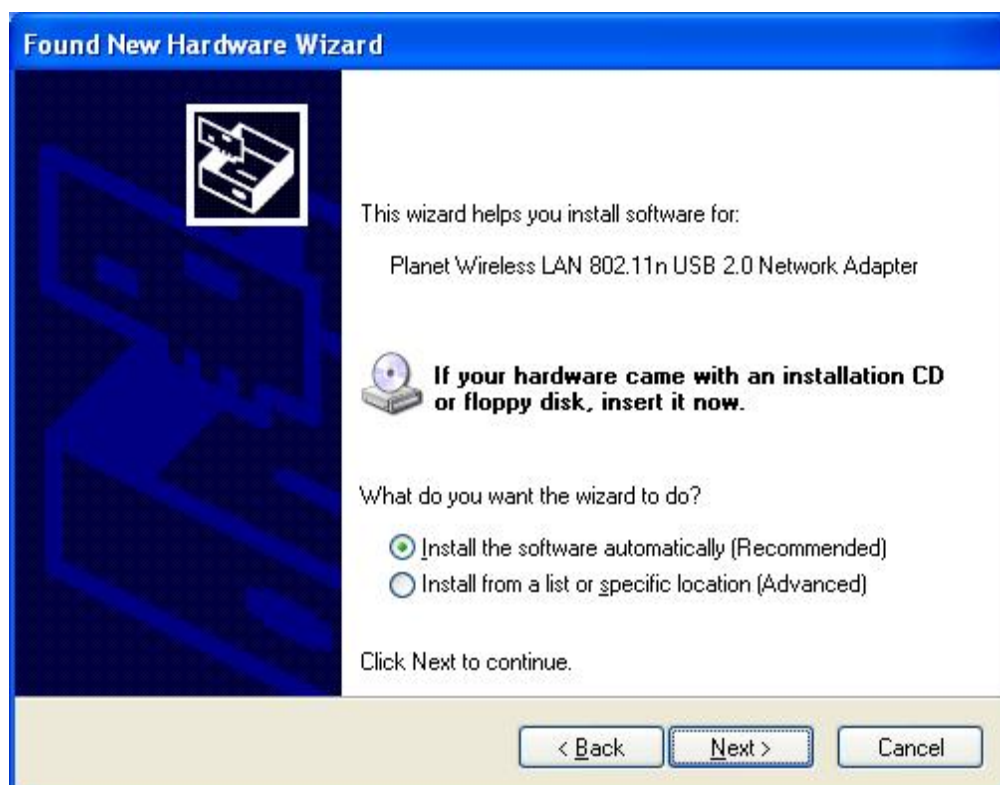 Found New Hardware Wizard
This wizard helps you install software for:
Planet Wireless LAN 802.11n USB 2.0 Network Adapter
If your hardware came with an installation CD
or floppy disk, insert it now.
What do you want the wizard to do?
Install the software automatically (Recommended)
Install from a list or specific location (Advanced)
Click Next to continue.
< Back Next > Cancel